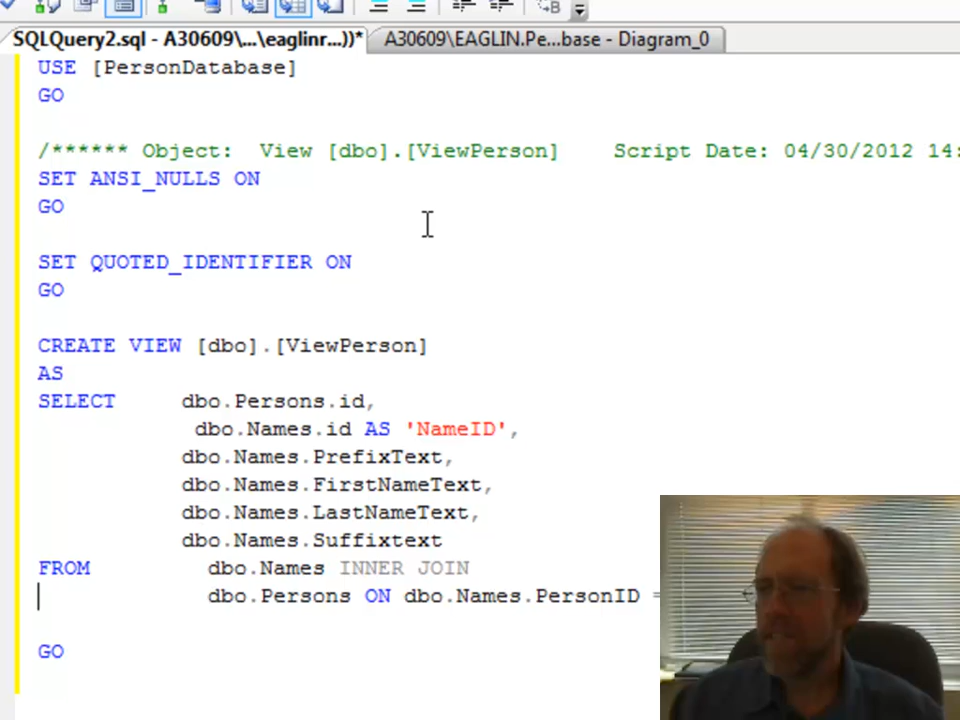 SQLQuery2.sql - A30609\...\eaglinr...))* A30609\EAGLIN.Pe...base - Diagram_0
USE [PersonDatabase]
GO
/****** Object:  View [dbo].[ViewPerson]    Script Date: 04/30/2012 14:
SET ANSI_NULLS ON
GO
SET QUOTED_IDENTIFIER ON
GO
CREATE VIEW [dbo].[ViewPerson]
AS
SELECT dbo.Persons.id,
dbo.Names.id AS 'NameID',
dbo.Names.PrefixText,
dbo.Names.FirstNameText,
dbo.Names.LastNameText,
dbo.Names.Suffixtext
FROM dbo.Names INNER JOIN
dbo.Persons ON dbo.Names.PersonID =
GO